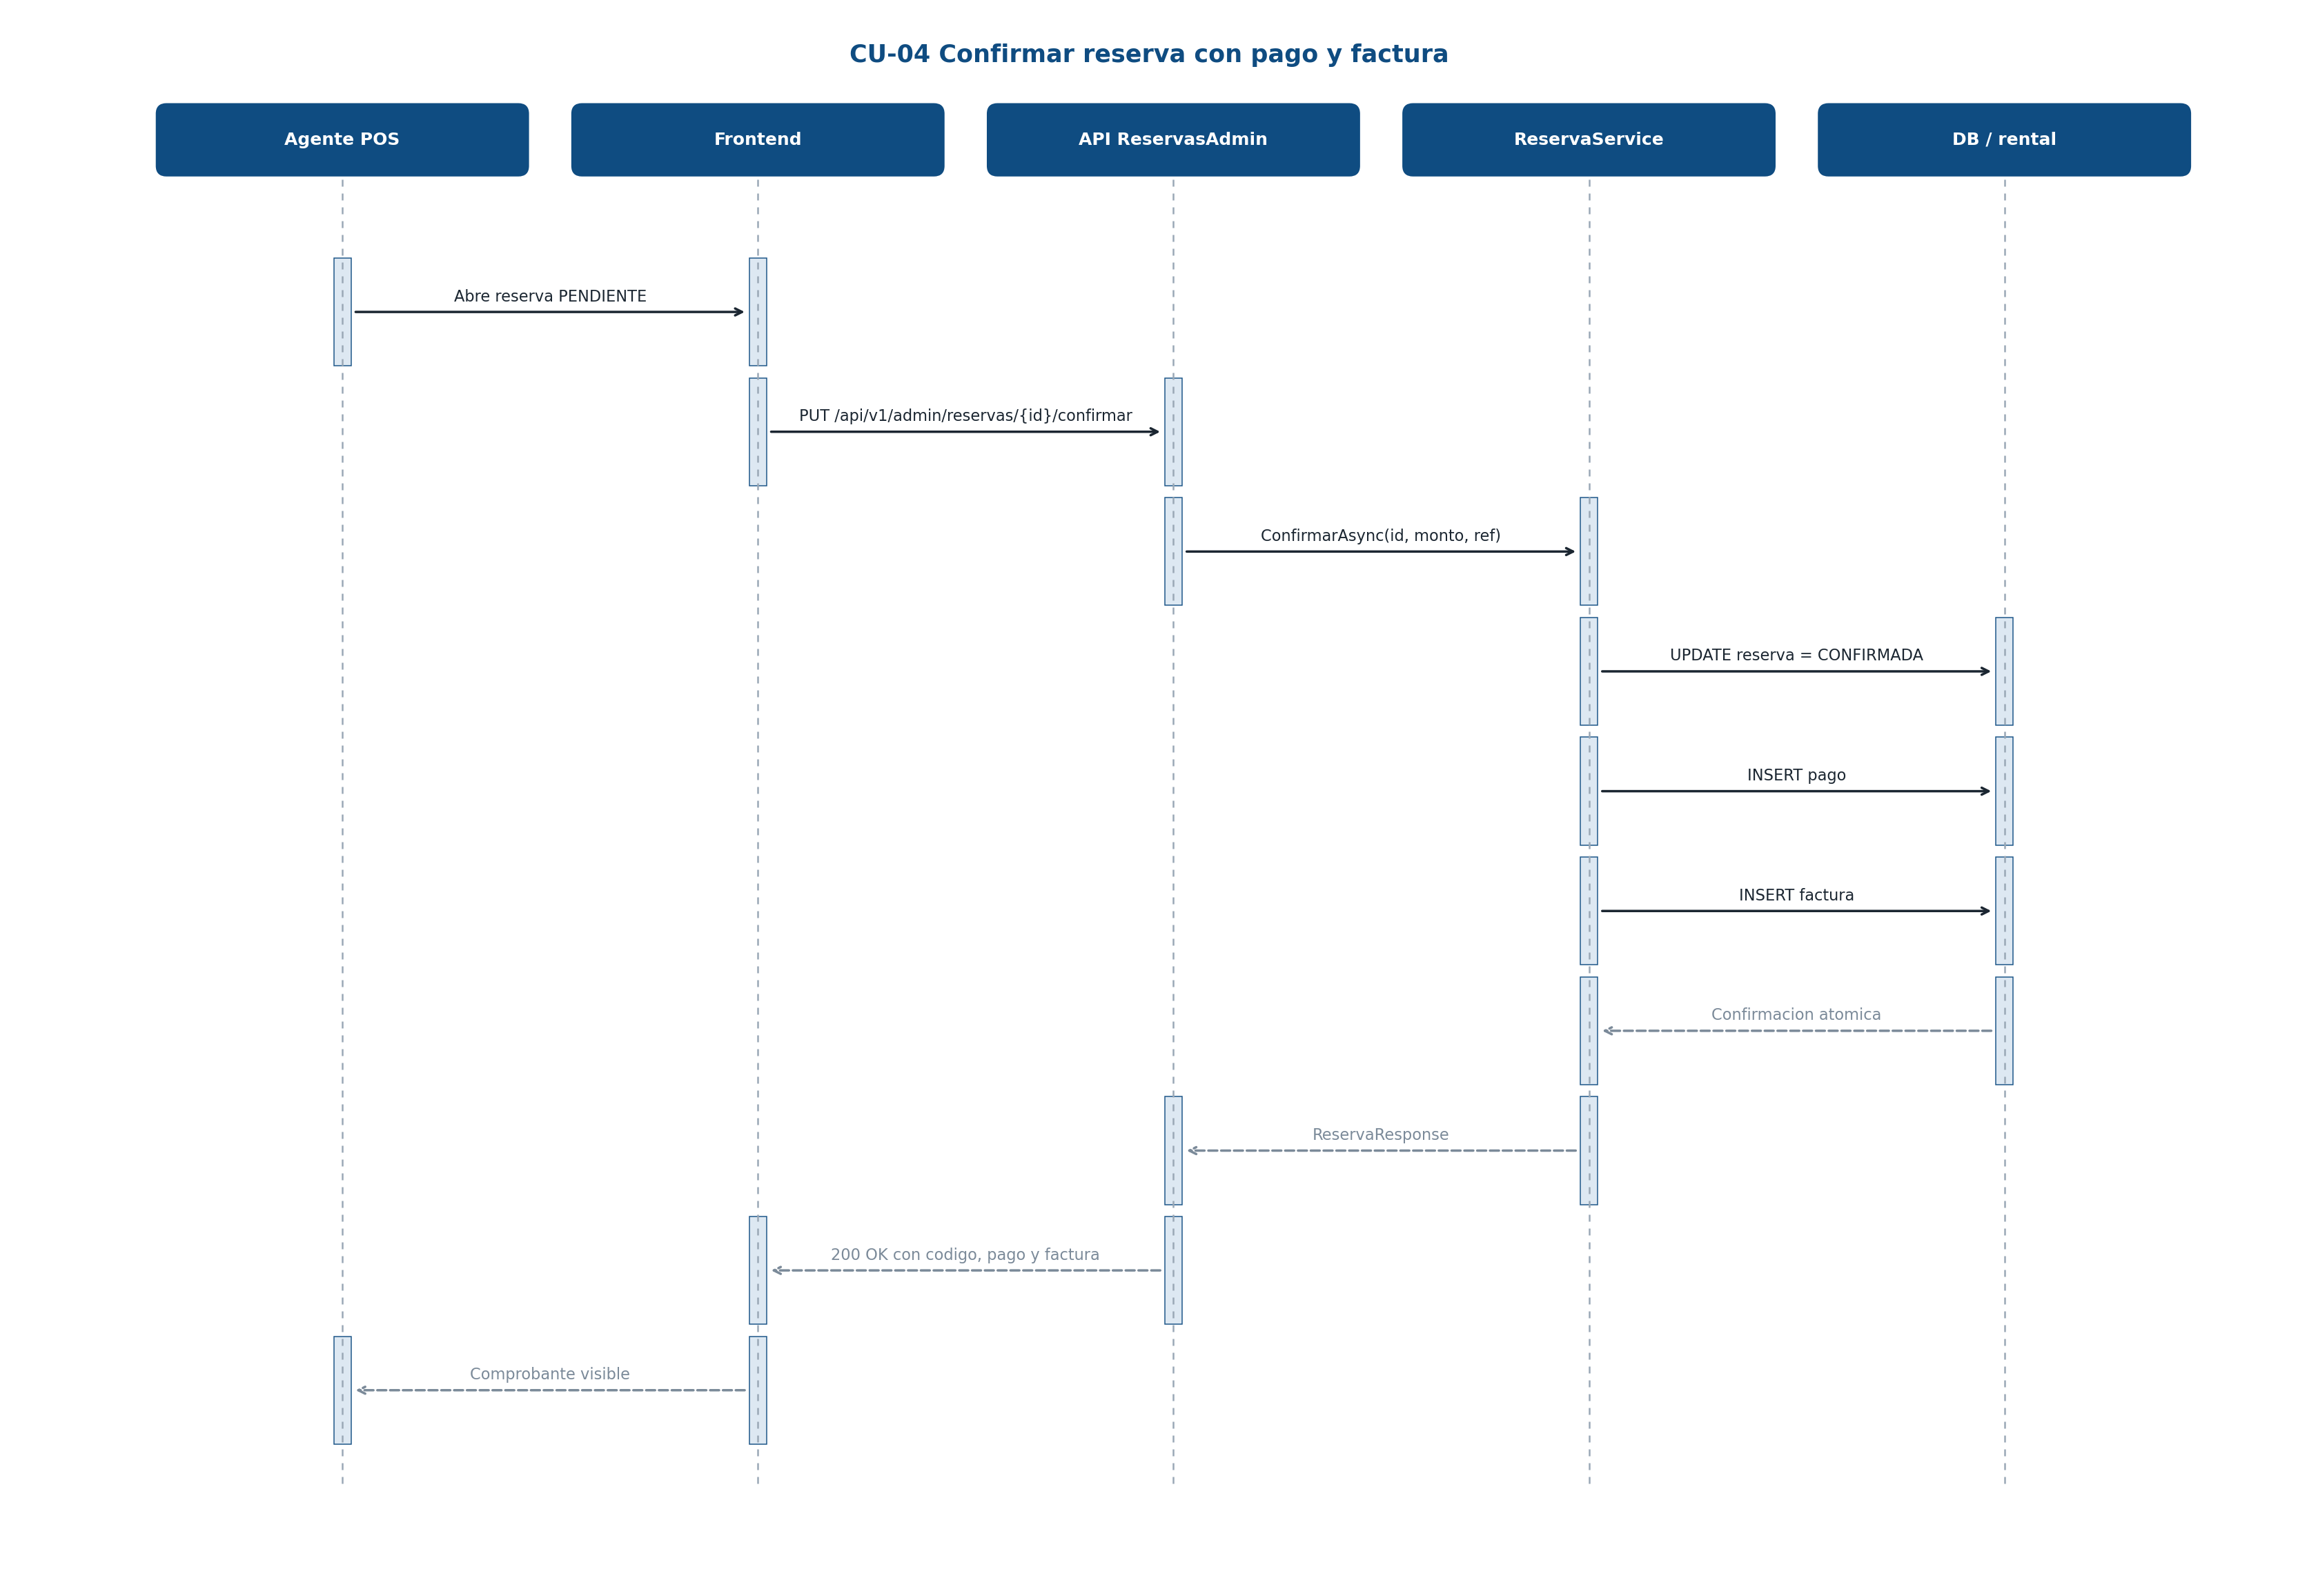 CU-04 Confirmar reserva con pago y factura
Agente POS
Frontend
API ReservasAdmin
ReservaService
DB / rental
Abre reserva PENDIENTE
PUT /api/v1/admin/reservas/{id}/confirmar
ConfirmarAsync(id, monto, ref)
UPDATE reserva = CONFIRMADA
INSERT pago
INSERT factura
Confirmacion atomica
ReservaResponse
200 OK con codigo, pago y factura
Comprobante visible